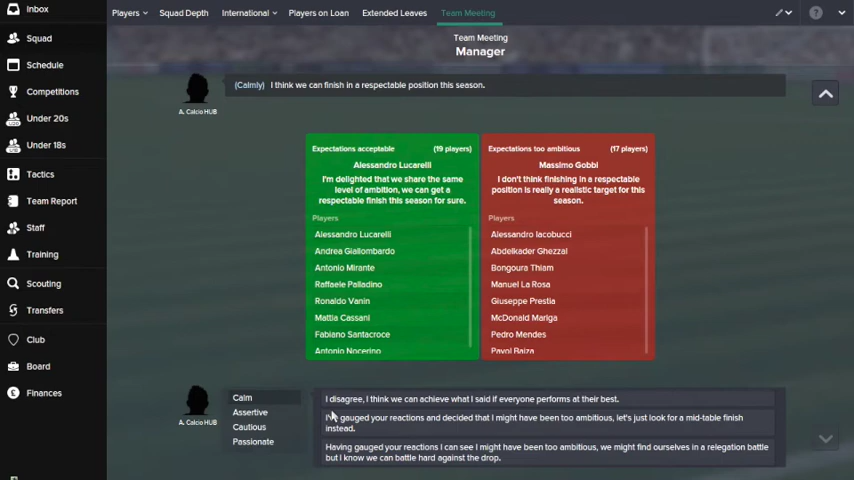 Inbox
Players
Squad Depth
International
Players on Loan
Extended Leaves
Team Meeting
?
Team Meeting
Manager
Squad
Schedule
Competitions
Under 20s
Under 18s
Tactics
Team Report
Staff
Training
Scouting
Transfers
Club
Board
Finances
A. Calcio HUB
(Calmly) I think we can finish in a respectable position this season.
Expectations acceptable (19 players)
Alessandro Lucarelli
I'm delighted that we share the same
level of ambition, we can get a
respectable finish this season for sure.
Players
Alessandro Lucarelli
Andrea Giallombardo
Antonio Mirante
Raffaele Palladino
Ronaldo Vanin
Mattia Cassani
Fabiano Santacroce
Antonio Nocerino
Expectations too ambitious (17 players)
Massimo Gobbi
I don't think finishing in a respectable
position is really a realistic target for this
season.
Players
Alessandro Iacobucci
Abdelkader Ghezzal
Bongoura Thiam
Manuel La Rosa
Giuseppe Prestia
McDonald Mariga
Pedro Mendes
Pavol Bajza
A. Calcio HUB
Calm
Assertive
Cautious
Passionate
I disagree, I think we can achieve what I said if everyone performs at their best.
I've gauged your reactions and decided that I might have been too ambitious, let's just look for a mid-table finish
instead.
Having gauged your reactions I can see I might have been too ambitious, we might find ourselves in a relegation battle
but I know we can battle hard against the drop.